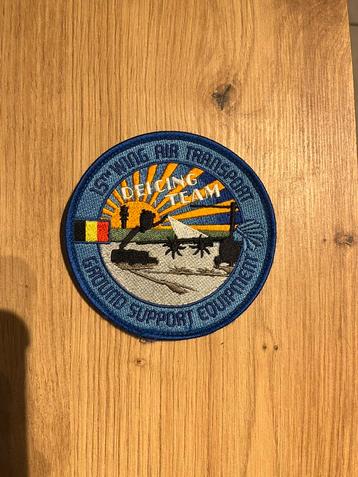 15TH WING AIR TRANSPORT
DEICING
TEAM
GROUND SUPPORT EQUIPMENT